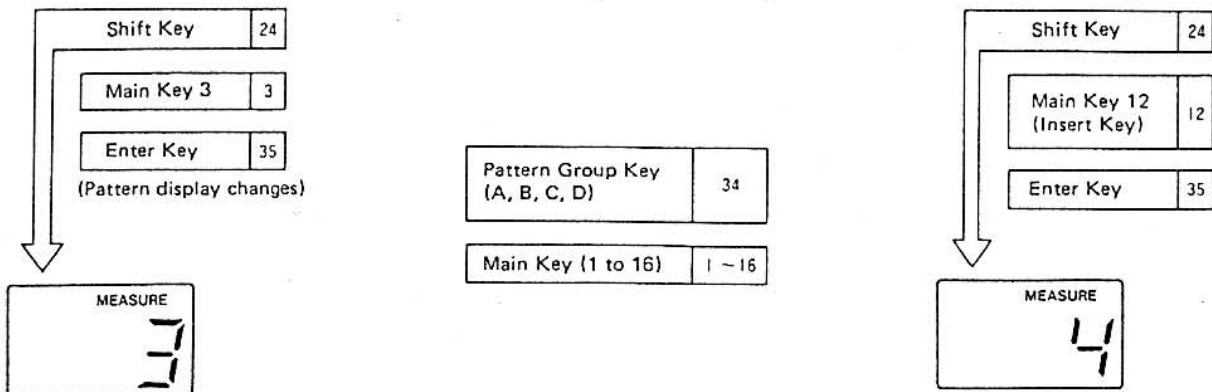 Shift Key 24
Main Key 3 3
Enter Key 35
(Pattern display changes)
MEASURE
3
Pattern Group Key
(A, B, C, D) 34
Main Key (1 to 16) 1 ~ 16
Shift Key 24
Main Key 12
(Insert Key) 12
Enter Key 35
MEASURE
4